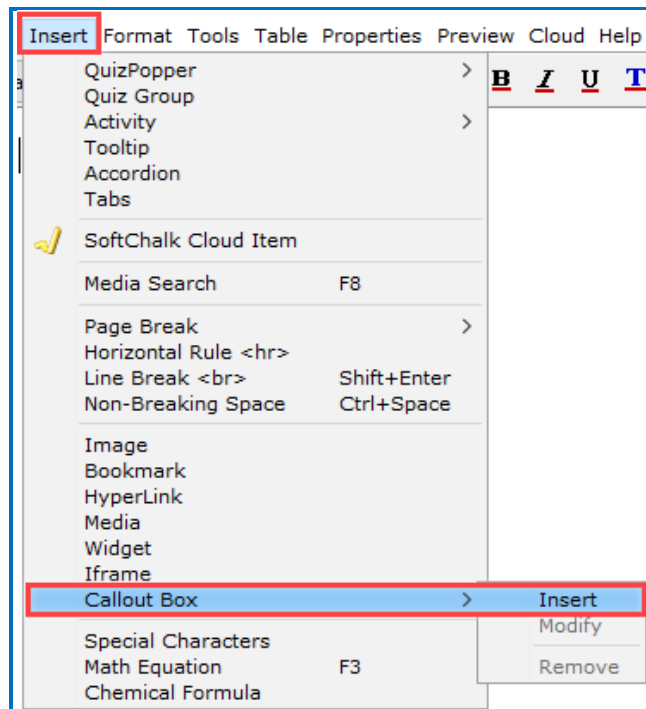 Insert Format Tools Table Properties Preview Cloud Help
B I U T
QuizPopper >
Quiz Group
Activity >
Tooltip
Accordion
Tabs
SoftChalk Cloud Item
Media Search F8
Page Break >
Horizontal Rule <hr>
Line Break <br> Shift+Enter
Non-Breaking Space Ctrl+Space
Image
Bookmark
HyperLink
Media
Widget
Iframe
Callout Box > Insert
Modify
Special Characters
Math Equation F3 Remove
Chemical Formula